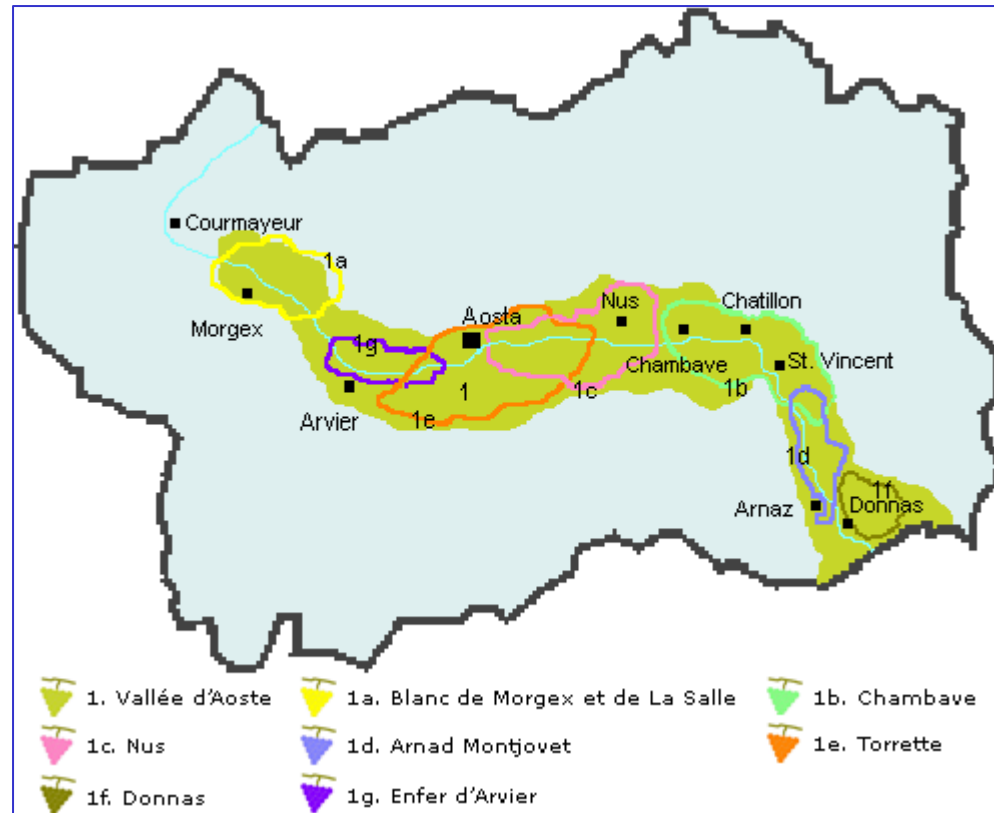 Courmayeur
1a
Morgex
Nus
Chatillon
Aosta
1g
Chambave
St. Vincent
Arvier
1
1e
1c
1b
1d
1f
Arnaz
Donnas
1. Vallée d'Aoste
1a. Blanc de Morgex et de La Salle
1b. Chambave
1c. Nus
1d. Arnad Montjovet
1e. Torrette
1f. Donnas
1g. Enfer d'Arvier